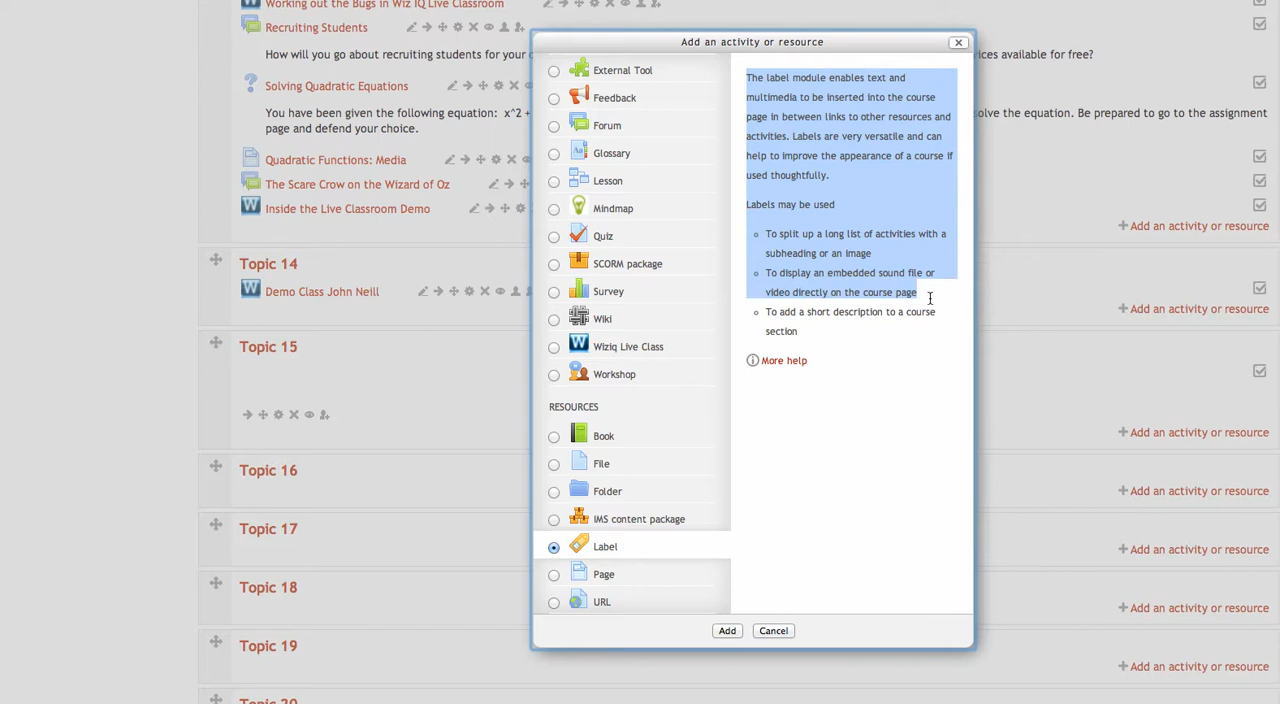 Working out the Bugs in Wiz IQ Live Classroom
Recruiting Students
How will you go about recruiting students for your
ices available for free?
Solving Quadratic Equations
You have been given the following equation: x^2 +
solve the equation. Be prepared to go to the assignment
page and defend your choice.
Quadratic Functions: Media
The Scare Crow on the Wizard of Oz
Inside the Live Classroom Demo
Add an activity or resource
Topic 14
Demo Class John Neill
Add an activity or resource
Topic 15
Add an activity or resource
Topic 16
Add an activity or resource
Topic 17
Add an activity or resource
Topic 18
Add an activity or resource
Topic 19
Add an activity or resource
Topic 20
Add an activity or resource
External Tool
Feedback
Forum
Glossary
Lesson
Mindmap
Quiz
SCORM package
Survey
Wiki
Wiziq Live Class
Workshop
RESOURCES
Book
File
Folder
IMS content package
Label
Page
URL
The label module enables text and
multimedia to be inserted into the course
page in between links to other resources and
activities. Labels are very versatile and can
help to improve the appearance of a course if
used thoughtfully.
Labels may be used
To split up a long list of activities with a
subheading or an image
To display an embedded sound file or
video directly on the course page
To add a short description to a course
section
More help
Add
Cancel